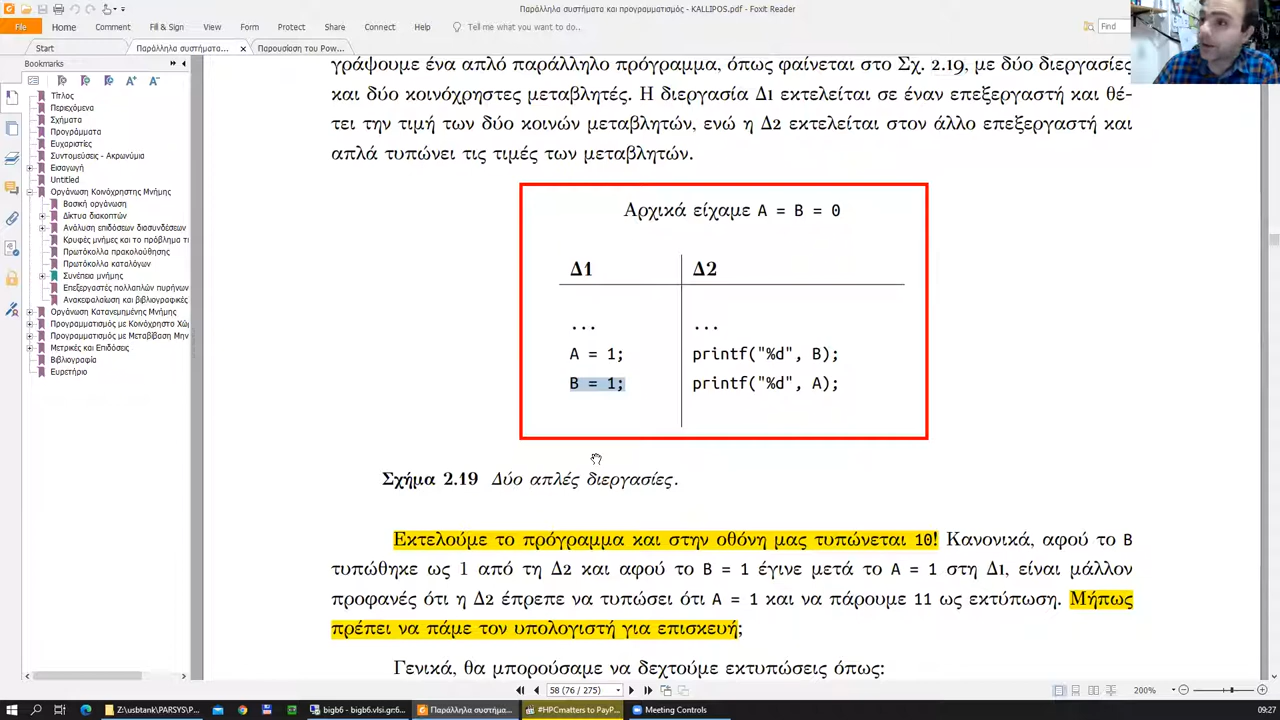 Παράλληλα συστήματα και προγραμματισμός - KALLIPOS.pdf - Foxit Reader
File Home Comment Fill & Sign View Form Protect Share Connect Help Tell me what you want to do... Find
Start Παράλληλα συστήματα... Παρουσίαση του Pow...
Bookmarks
Τίτλος
Περιεχόμενα
Σχήματα
Προγράμματα
Ευχαριστίες
Συντομεύσεις - Ακρωνύμια
Εισαγωγή
Untitled
Οργάνωση Κοινόχρηστης Μνήμης
Βασική οργάνωση
Δίκτυα διακοπτών
Ανάλυση επιδόσεων διασυνδέσεων
Κρυφές μνήμες και το πρόβλημα τ
Πρωτόκολλα παρακολούθησης
Πρωτόκολλα καταλόγων
Συνέπεια μνήμης
Επεξεργαστές πολλαπλών πυρήνων
Ανακεφαλαίωση και βιβλιογραφικές
Οργάνωση Κατανεμημένης Μνήμης
Προγραμματισμός με Κοινόχρηστο Χώ
Προγραμματισμός με Μεταβίβαση Μην
Μετρικές και Επιδόσεις
Βιβλιογραφία
Ευρετήριο
γράψουμε ένα απλό παράλληλο πρόγραμμα, όπως φαίνεται στο Σχ. 2.19, με δύο διεργασίες
και δύο κοινόχρηστες μεταβλητές. Η διεργασία Δ1 εκτελείται σε έναν επεξεργαστή και θέ-
τει την τιμή των δύο κοινών μεταβλητών, ενώ η Δ2 εκτελείται στον άλλο επεξεργαστή και
απλά τυπώνει τις τιμές των μεταβλητών.
Αρχικά είχαμε A = B = 0
Δ1 Δ2
... ...
A = 1; printf("%d", B);
B = 1; printf("%d", A);
Σχήμα 2.19 Δύο απλές διεργασίες.
Εκτελούμε το πρόγραμμα και στην οθόνη μας τυπώνεται 10! Κανονικά, αφού το B
τυπώθηκε ως 1 από τη Δ2 και αφού το B = 1 έγινε μετά το A = 1 στη Δ1, είναι μάλλον
προφανές ότι η Δ2 έπρεπε να τυπώσει ότι A = 1 και να πάρουμε 11 ως εκτύπωση. Μήπως
πρέπει να πάμε τον υπολογιστή για επισκευή;
Γενικά, θα μπορούσαμε να δεχτούμε εκτυπώσεις όπως:
58 (76 / 275) 200%
Z:\usbtank\PARSYS\P... bigb6 - bigb6.vlsi.gr:6... Παράλληλα συστήμα... #HPCmatters to PayP... Meeting Controls 09:27